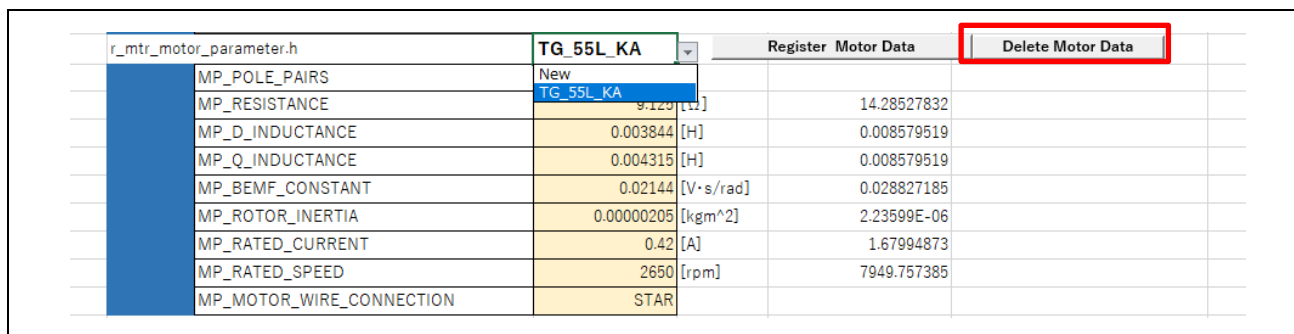 r_mtr_motor_parameter.h TG_55L_KA Register Motor Data Delete Motor Data
MP_POLE_PAIRS New
TG_55L_KA
MP_RESISTANCE 9.125 [Ω] 14.28527832
MP_D_INDUCTANCE 0.003844 [H] 0.008579519
MP_Q_INDUCTANCE 0.004315 [H] 0.008579519
MP_BEMF_CONSTANT 0.02144 [V・s/rad] 0.028827185
MP_ROTOR_INERTIA 0.00000205 [kgm^2] 2.23599E-06
MP_RATED_CURRENT 0.42 [A] 1.67994873
MP_RATED_SPEED 2650 [rpm] 7949.757385
MP_MOTOR_WIRE_CONNECTION STAR